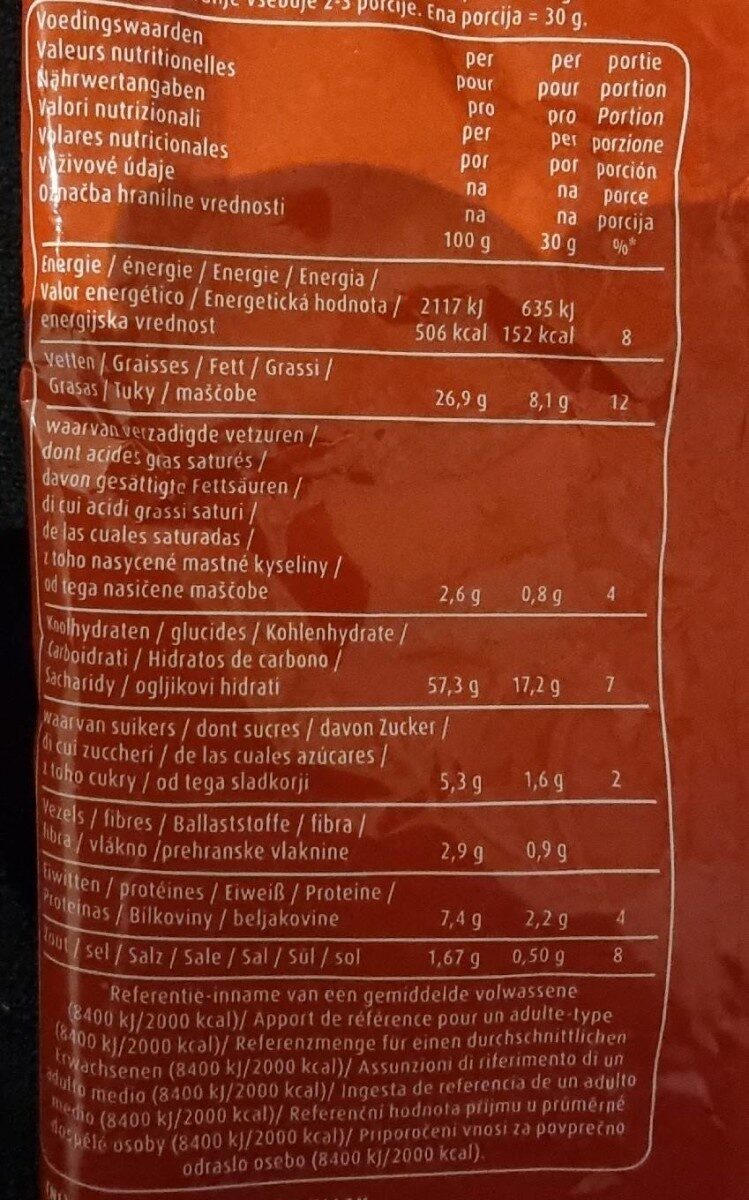 vsebuje 2-3 porcije. Ena porcija = 30 g.
Voedingswaarden
Valeurs nutritionelles
Nährwertangaben
Valori nutrizionali
Valores nutricionales
Výživové údaje
Označba hranilne vrednosti
per per portie
pour pour portion
pro pro Portion
per per porzione
por por porción
na na porce
na na porcija
100 g 30 g %*
Energie / énergie / Energie / Energia /
Valor energético / Energetická hodnota / 2117 kJ 635 kJ
energijska vrednost 506 kcal 152 kcal 8
Vetten / Graisses / Fett / Grassi /
Grasas / Tuky / maščobe 26,9 g 8,1 g 12
waarvan verzadigde vetzuren /
dont acides gras saturés /
davon gesättigte Fettsäuren /
di cui acidi grassi saturi /
de las cuales saturadas /
z toho nasycené mastné kyseliny /
od tega nasičene maščobe 2,6 g 0,8 g 4
Koolhydraten / glucides / Kohlenhydrate /
Carboidrati / Hidratos de carbono /
Sacharidy / ogljikovi hidrati 57,3 g 17,2 g 7
waarvan suikers / dont sucres / davon Zucker /
di cui zuccheri / de las cuales azúcares /
z toho cukry / od tega sladkorji 5,3 g 1,6 g 2
Vezels / fibres / Ballaststoffe / fibra /
fibra / vlákno /prehranske vlaknine 2,9 g 0,9 g
Eiwitten / protéines / Eiweiß / Proteine /
Proteínas / Bílkoviny / beljakovine 7,4 g 2,2 g 4
Zout / sel / Salz / Sale / Sal / Sůl / sol 1,67 g 0,50 g 8
*Referentie-inname van een gemiddelde volwassene
(8400 kJ/2000 kcal)/ Apport de référence pour un adulte-type
(8400 kJ/2000 kcal)/ Referenzmenge für einen durchschnittlichen
Erwachsenen (8400 kJ/2000 kcal)/ Assunzioni di riferimento di un
adulto medio (8400 kJ/2000 kcal)/ Ingesta de referencia de un adulto
medio (8400 kJ/2000 kcal)/ Referenční hodnota příjmu u průměrné
dospělé osoby (8400 kJ/2000 kcal)/ Priporočeni vnosi za povprečno
odraslo osebo (8400 kJ/2000 kcal).